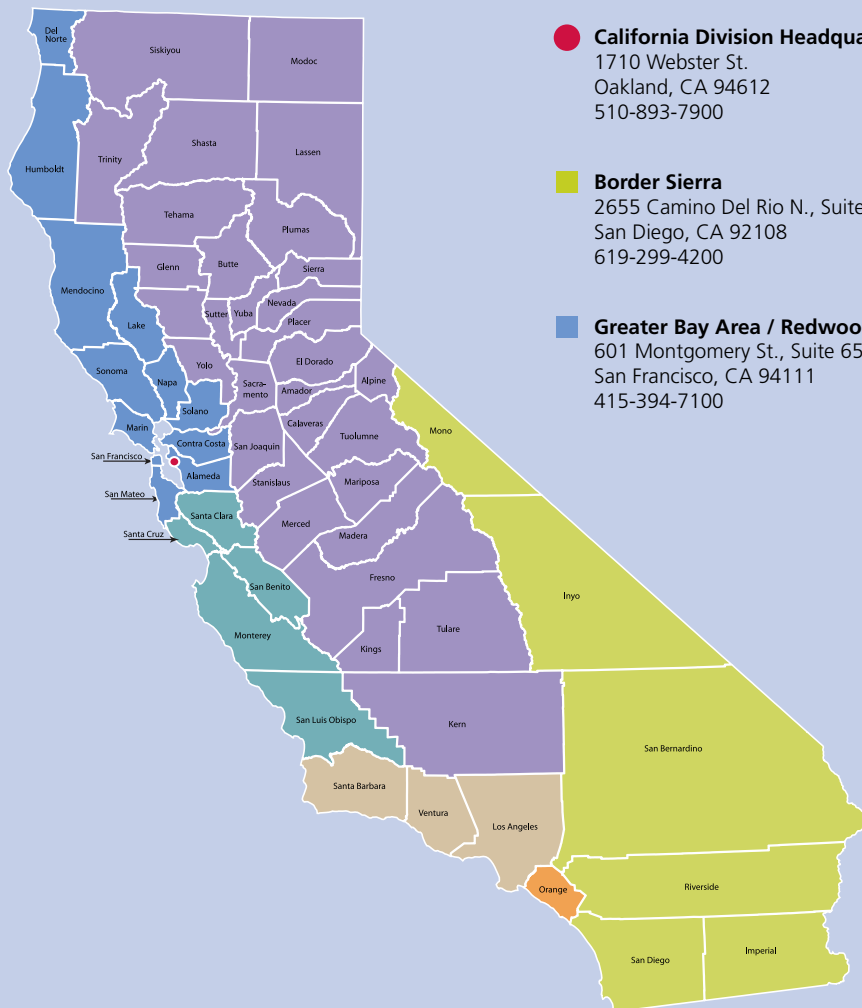 Del
Norte
Siskiyou
Modoc
Humboldt
Trinity
Shasta
Lassen
Tehama
Plumas
Mendocino
Glenn
Butte
Sierra
Lake
Sutter
Yuba
Nevada
Placer
Sonoma
Napa
Yolo
El Dorado
Sacra-
mento
Amador
Alpine
Solano
Marin
Calaveras
Tuolumne
Mono
Contra Costa
San Joaquin
San Francisco
Alameda
Stanislaus
Mariposa
San Mateo
Santa Clara
Merced
Madera
Santa Cruz
Fresno
San Benito
Inyo
Monterey
Kings
Tulare
San Luis Obispo
Kern
San Bernardino
Santa Barbara
Ventura
Los Angeles
Orange
Riverside
San Diego
Imperial
California Division Headqua
1710 Webster St.
Oakland, CA 94612
510-893-7900
Border Sierra
2655 Camino Del Rio N., Suite
San Diego, CA 92108
619-299-4200
Greater Bay Area / Redwoo
601 Montgomery St., Suite 65
San Francisco, CA 94111
415-394-7100